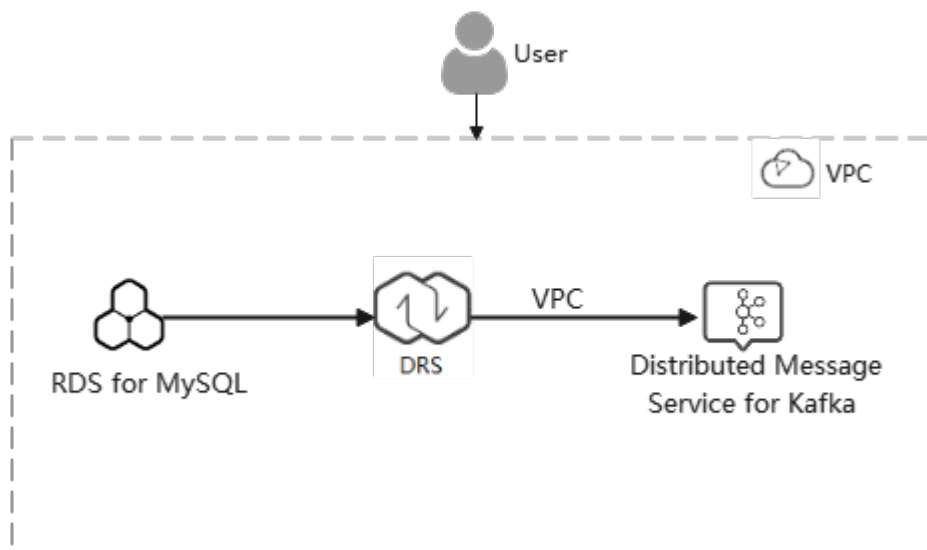 User
VPC
VPC
RDS for MySQL
DRS
Distributed Message
Service for Kafka